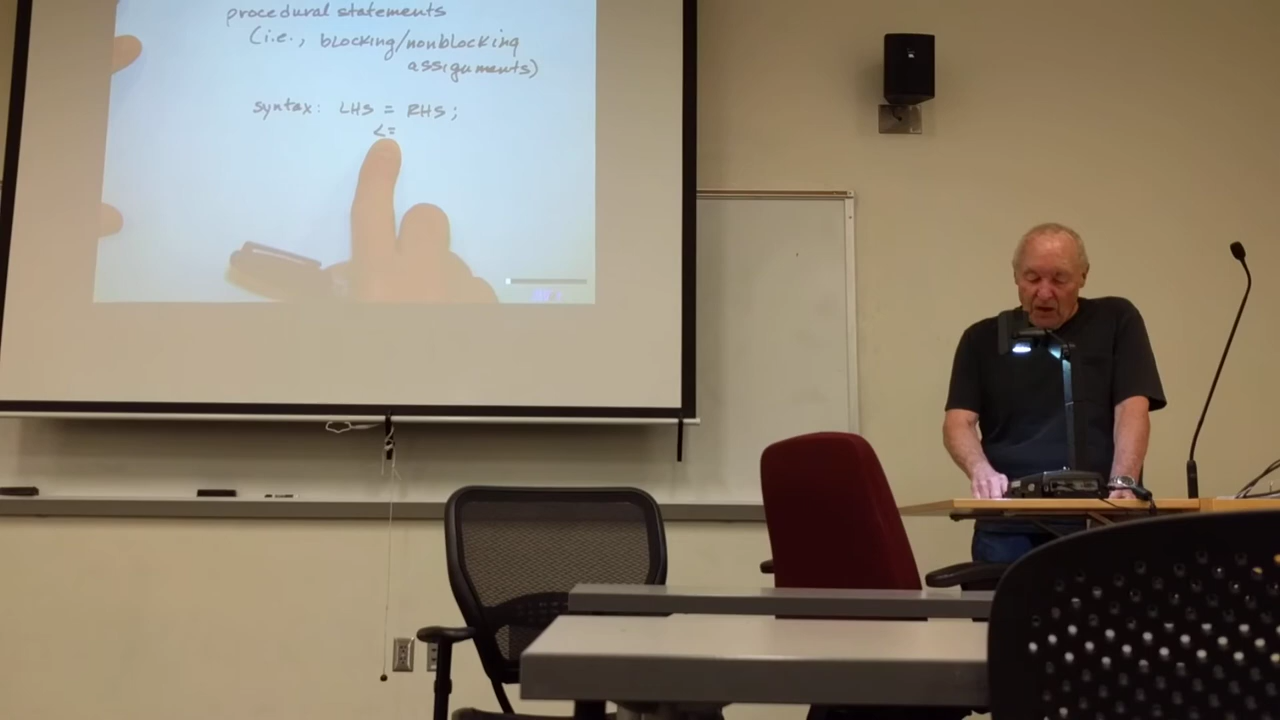 procedural statements
(i.e., blocking/nonblocking
assignments)
syntax: LHS = RHS;
<=